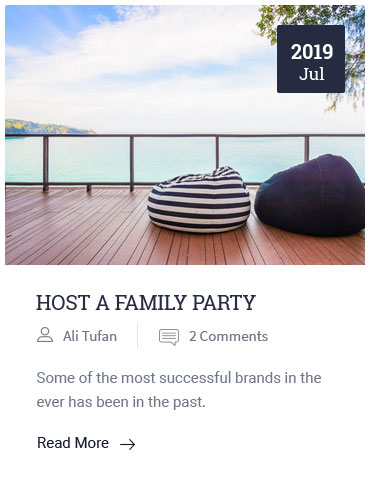 2019
Jul
HOST A FAMILY PARTY
Ali Tufan
2 Comments
Some of the most successful brands in the
ever has been in the past.
Read More